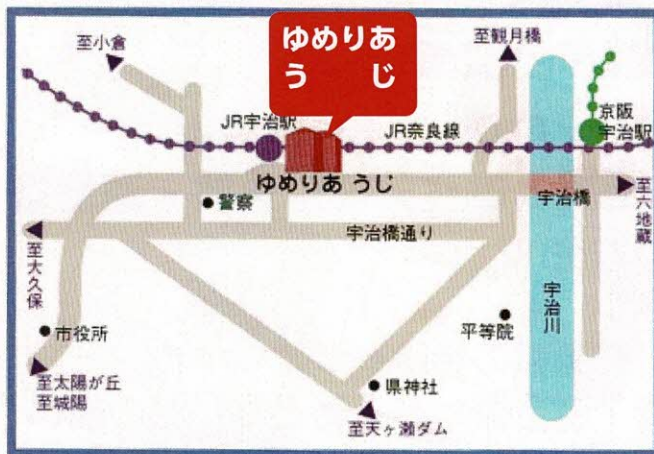 至小倉
ゆめりあ
う じ
至観月橋
京阪
宇治駅
JR宇治駅
JR奈良線
ゆめりあ うじ
警察
宇治橋
至六地蔵
宇治橋通り
至大久保
宇治川
市役所
平等院
至太陽が丘
至城陽
県神社
至天ヶ瀬ダム